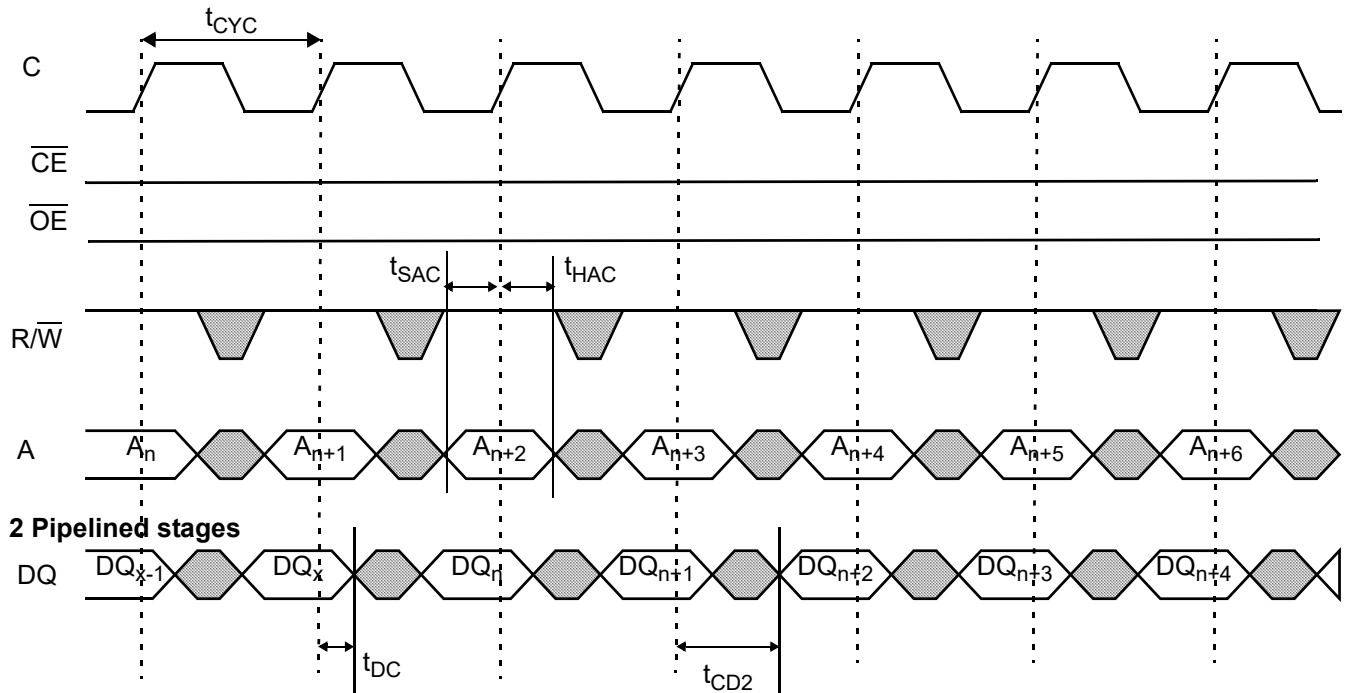 tCYC
C
CE
OE
tSAC tHAC
R/W
A An An+1 An+2 An+3 An+4 An+5 An+6
2 Pipelined stages
DQ DQx-1 DQx DQn DQn+1 DQn+2 DQn+3 DQn+4
tDC tCD2